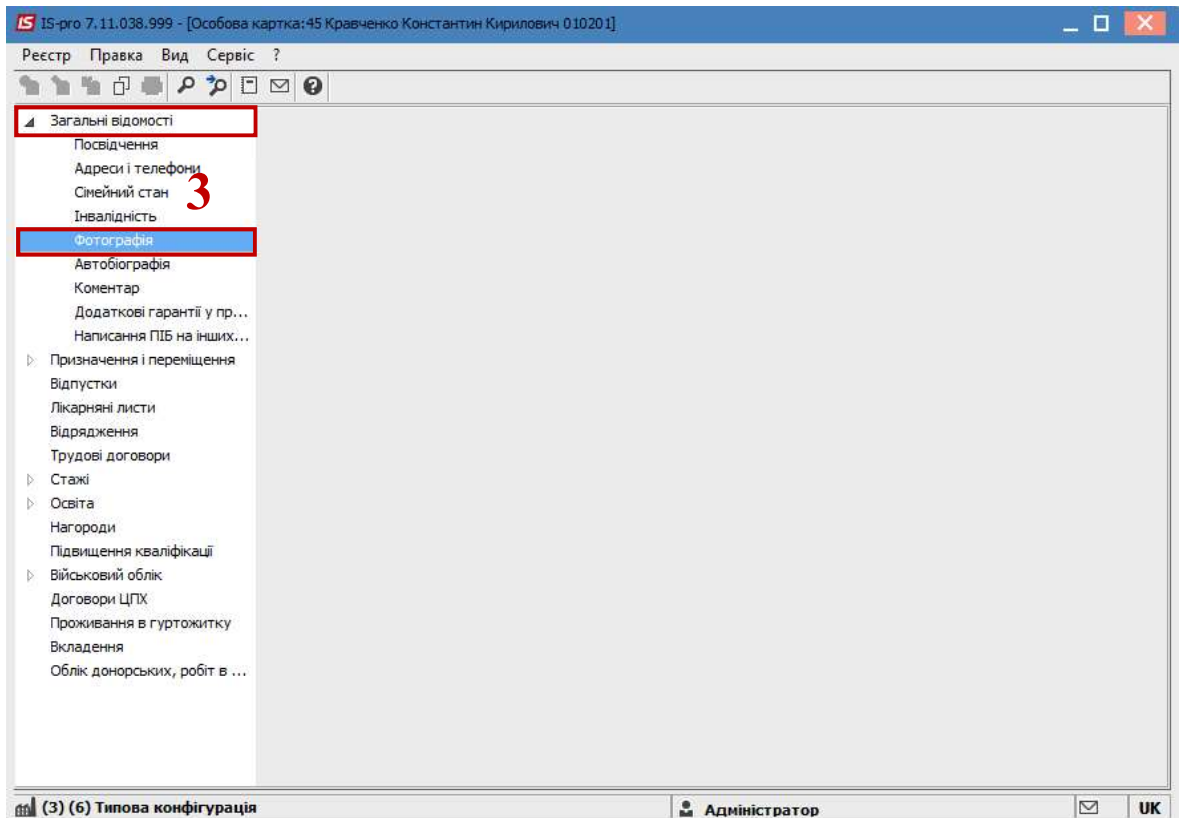 IS IS-pro 7.11.038.999 - [Особова картка:45 Кравченко Константин Кирилович 010201]
Реєстр Правка Вид Сервіс ?
Загальні відомості
Посвідчення
Адреси і телефони
Сімейний стан
3
Інвалідність
Фотографія
Автобіографія
Коментар
Додаткові гарантії у пр...
Написання ПІБ на інших...
Призначення і переміщення
Відпустки
Лікарняні листи
Відрядження
Трудові договори
Стажі
Освіта
Нагороди
Підвищення кваліфікації
Військовий облік
Договори ЦПХ
Проживання в гуртожитку
Вкладення
Облік донорських, робіт в ...
(3) (6) Типова конфігурація Адміністратор UK